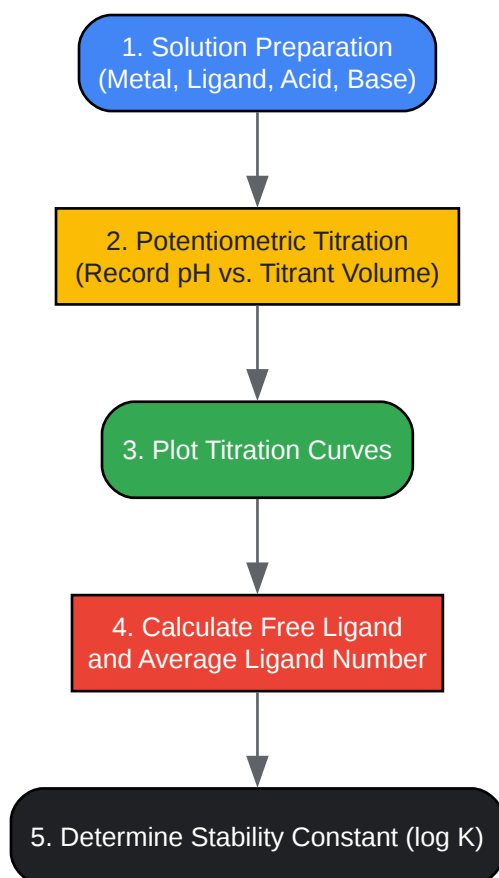 1. Solution Preparation
(Metal, Ligand, Acid, Base)
2. Potentiometric Titration
(Record pH vs. Titrant Volume)
3. Plot Titration Curves
4. Calculate Free Ligand
and Average Ligand Number
5. Determine Stability Constant (log K)